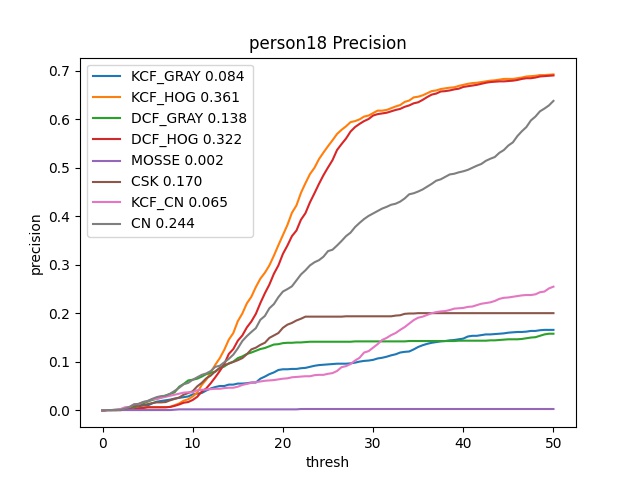 person18 Precision
KCF_GRAY 0.084
KCF_HOG 0.361
DCF_GRAY 0.138
DCF_HOG 0.322
MOSSE 0.002
CSK 0.170
KCF_CN 0.065
CN 0.244
precision
0.7
0.6
0.5
0.4
0.3
0.2
0.1
0.0
0 10 20 30 40 50
thresh